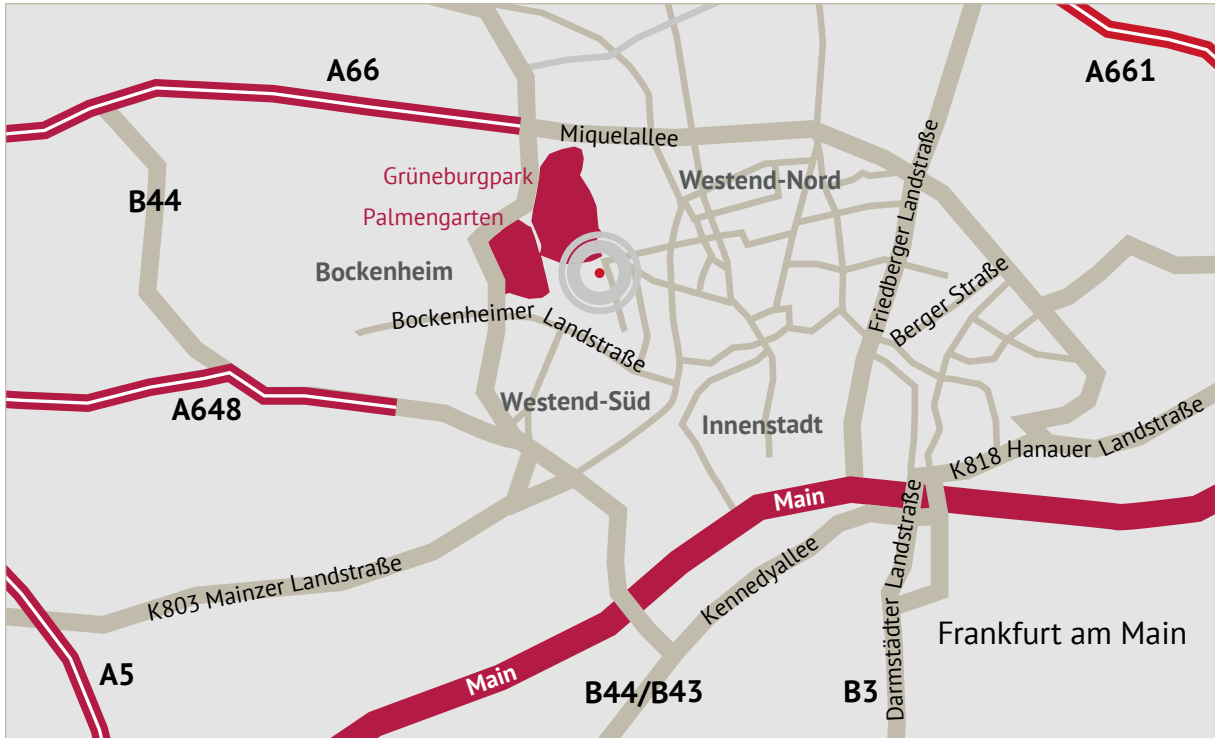 A66
A661
Miquelallee
Grüneburgpark
Westend-Nord
B44
Palmengarten
Friedberger Landstraße
Bockenheim
Berger Straße
Bockenheimer Landstraße
A648
Westend-Süd
Innenstadt
K818 Hanauer Landstraße
Main
K803 Mainzer Landstraße
Kennedyallee
Darmstädter Landstraße
Frankfurt am Main
A5
Main
B44/B43
B3